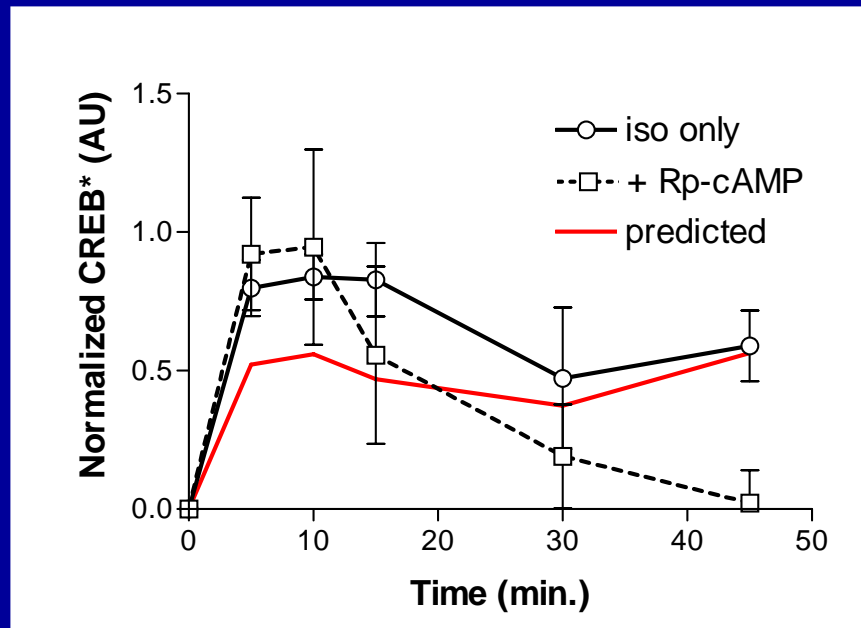 Normalized CREB* (AU)
1.5
1.0
0.5
0.0
iso only
+ Rp-cAMP
predicted
0
10
20
30
40
50
Time (min.)